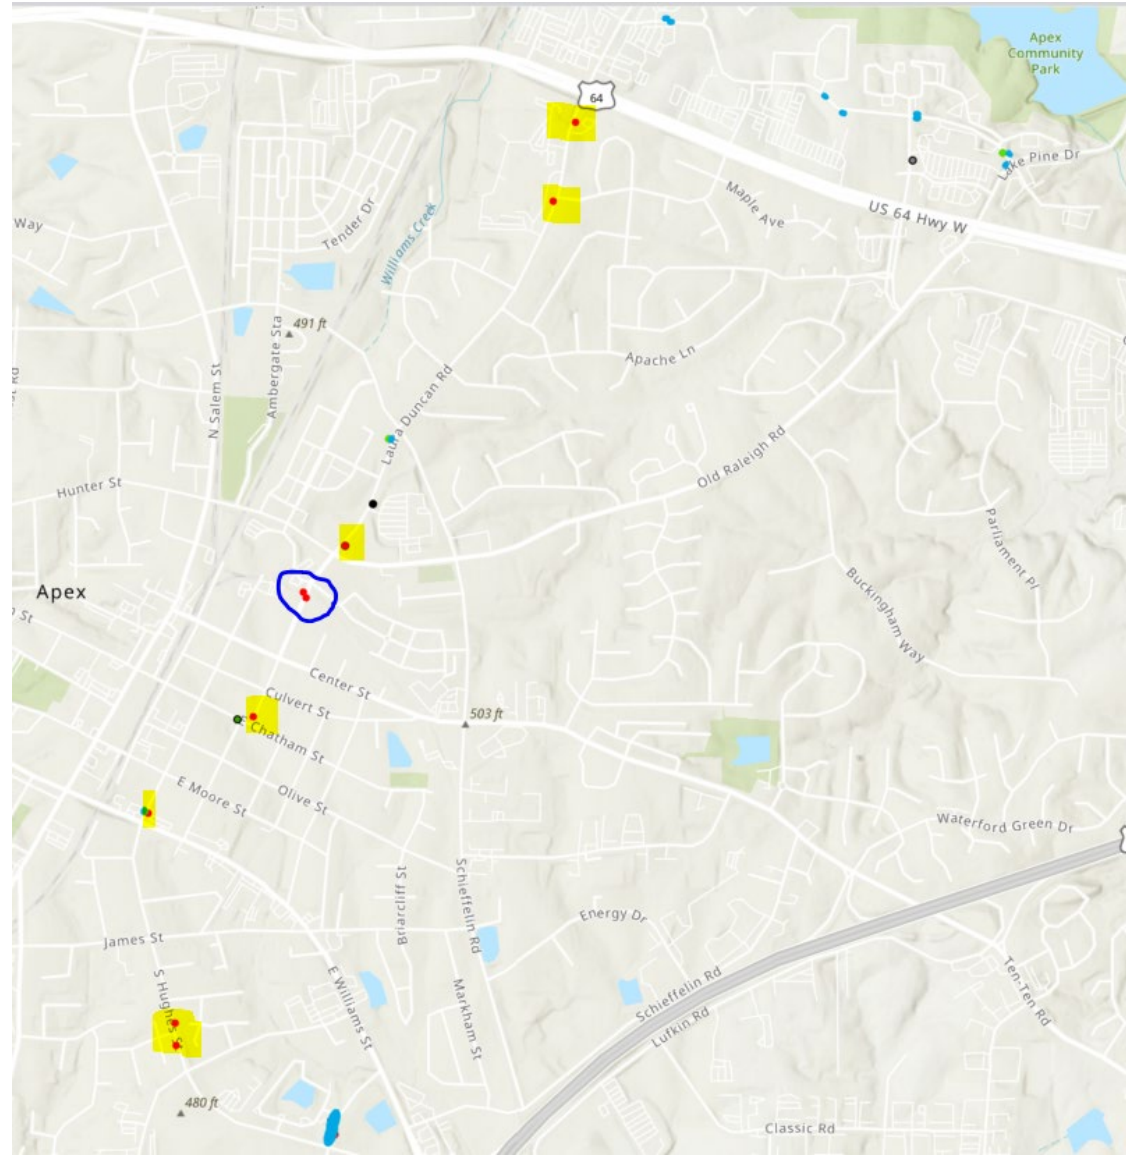 Apex
Community
Park
64
Lake Pine Dr
Maple Ave
US 64 Hwy W
Way
Tender Dr
Williams Creek
491 ft
Ambergate Sta
N Salem St
Apache Ln
Laura Duncan Rd
Old Raleigh Rd
Hunter St
Parliament Pl
Apex
Buckingham Way
St
Center St
Culvert St
503 ft
E Chatham St
E Moore St
Olive St
Waterford Green Dr
Briarcliff St
Schieffelin Rd
Energy Dr
James St
S Hughes St
E Williams St
Markham St
Schieffelin Rd
Lufkin Rd
Ten-Ten Rd
480 ft
Classic Rd